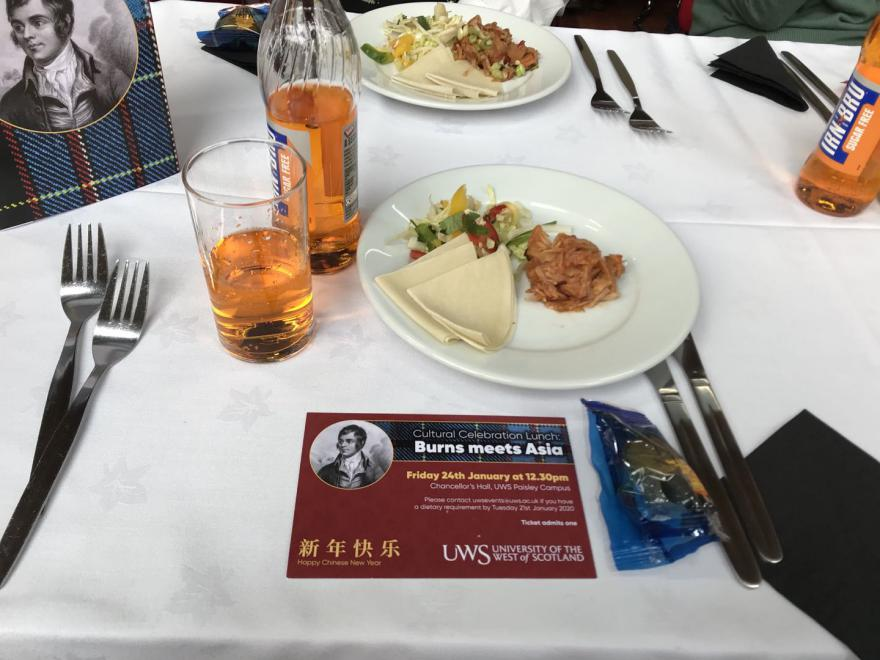 IRN-BRU
SUGAR FREE
Cultural Celebration Lunch:
Burns meets Asia
Friday 24th January at 12.30pm
Chancellor's Hall, UWS Paisley Campus
Please contact uwsevents@uws.ac.uk if you have
a dietary requirement by Tuesday 21st January 2020
Ticket admits one
新年快乐
Happy Chinese New Year
UWS UNIVERSITY OF THE
WEST of SCOTLAND